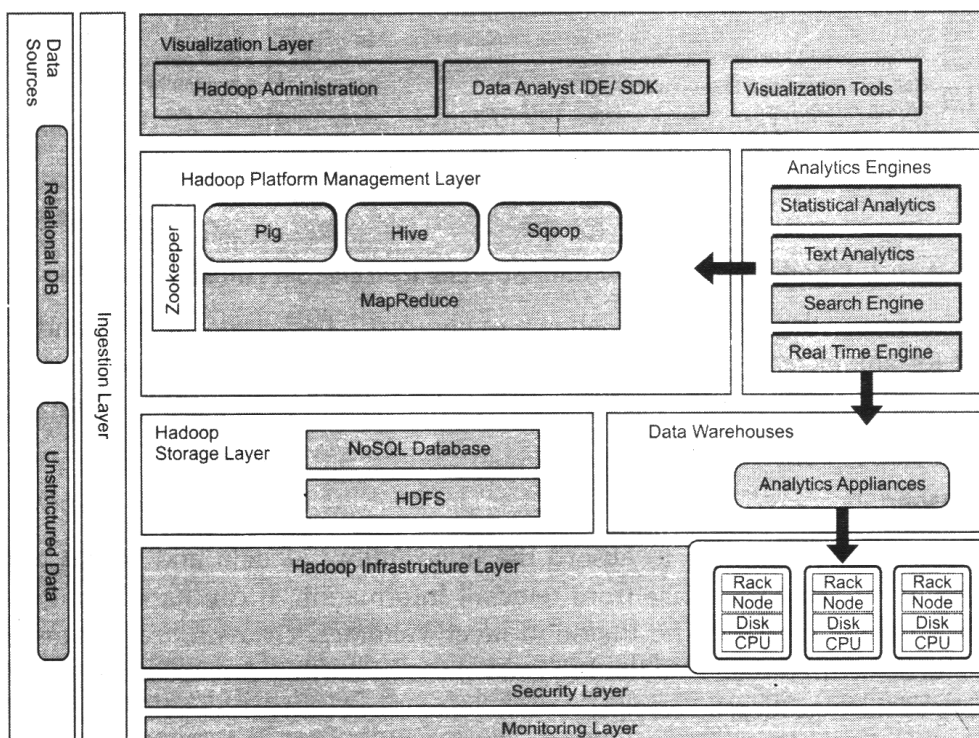 Data
Sources
Relational DB
Unstructured Data
Ingestion Layer
Visualization Layer
Hadoop Administration
Data Analyst IDE/ SDK
Visualization Tools
Hadoop Platform Management Layer
Zookeeper
Pig
Hive
Sqoop
MapReduce
Analytics Engines
Statistical Analytics
Text Analytics
Search Engine
Real Time Engine
Hadoop
Storage Layer
NoSQL Database
HDFS
Data Warehouses
Analytics Appliances
Hadoop Infrastructure Layer
Rack
Node
Disk
CPU
Rack
Node
Disk
CPU
Rack
Node
Disk
CPU
Security Layer
Monitoring Layer